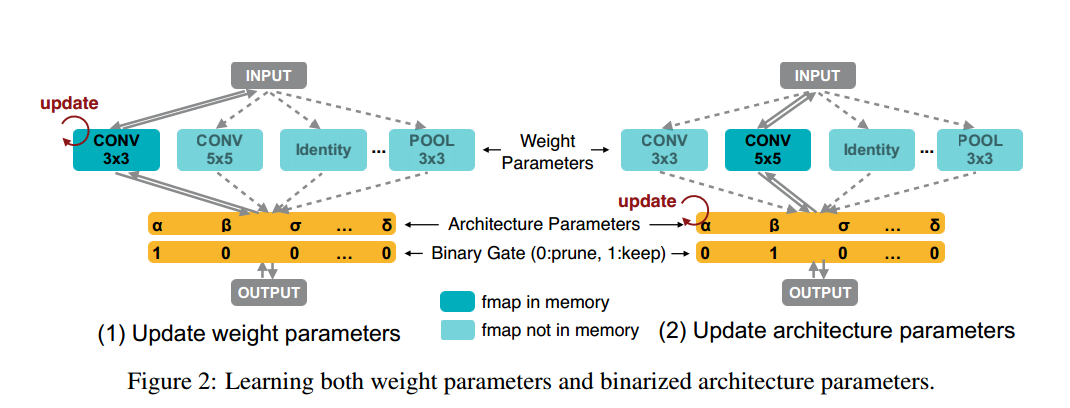 INPUT
update
CONV
3x3
CONV
5x5
Identity
...
POOL
3x3
α β σ ... δ
1 0 0 ... 0
OUTPUT
(1) Update weight parameters
Weight
Parameters
Architecture Parameters
Binary Gate (0:prune, 1:keep)
fmap in memory
fmap not in memory
INPUT
CONV
3x3
CONV
5x5
Identity
...
POOL
3x3
update
α β σ ... δ
0 1 0 ... 0
OUTPUT
(2) Update architecture parameters
Figure 2: Learning both weight parameters and binarized architecture parameters.